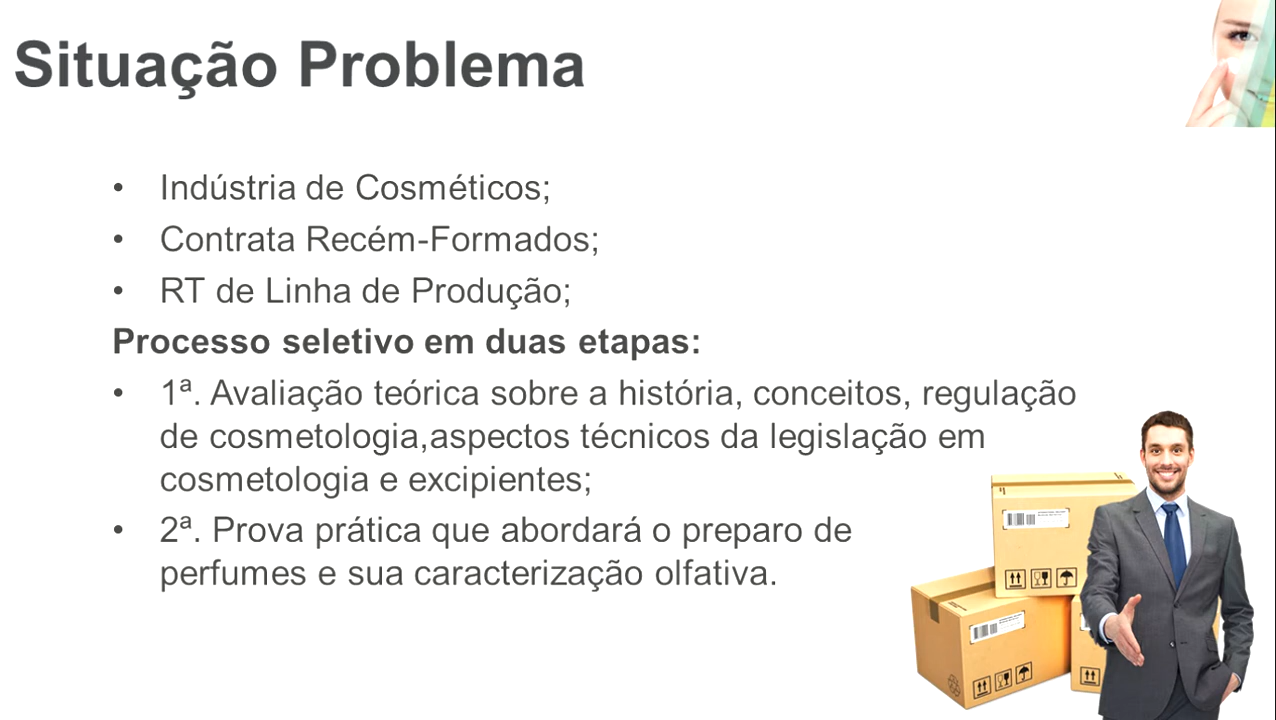 Situação Problema
• Indústria de Cosméticos;
• Contrata Recém-Formados;
• RT de Linha de Produção;
Processo seletivo em duas etapas:
• 1ª. Avaliação teórica sobre a história, conceitos, regulação
de cosmetologia,aspectos técnicos da legislação em
cosmetologia e excipientes;
• 2ª. Prova prática que abordará o preparo de
perfumes e sua caracterização olfativa.